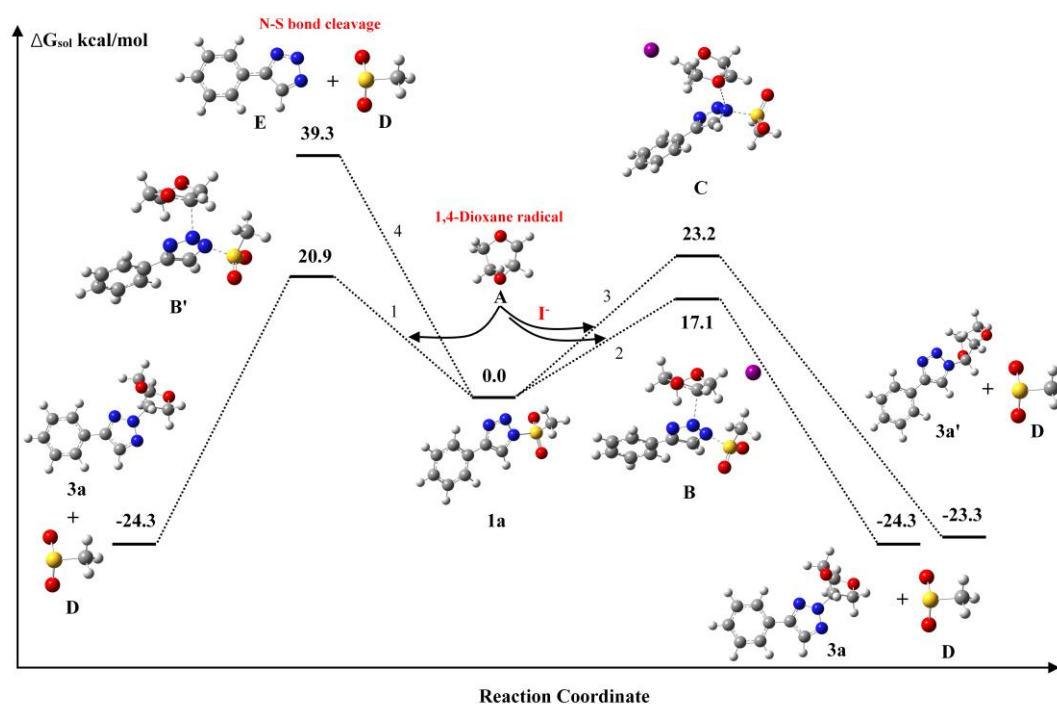 ΔGsol kcal/mol
N-S bond cleavage
E
+
D
39.3
C
B'
20.9
4
1
1,4-Dioxane radical
A
I-
3
2
23.2
17.1
0.0
1a
B
3a'
+
D
3a
+
D
-24.3
-24.3
-23.3
3a
+
D
Reaction Coordinate